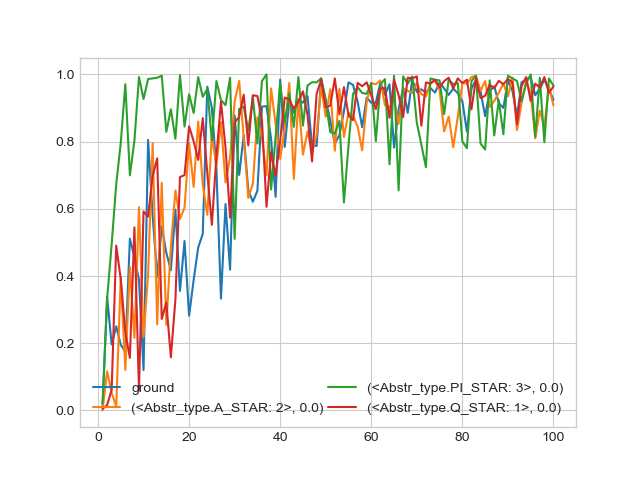 1.0
0.8
0.6
0.4
0.2
0.0
ground
(<Abstr_type.A_STAR: 2>, 0.0)
(<Abstr_type.PI_STAR: 3>, 0.0)
(<Abstr_type.Q_STAR: 1>, 0.0)
0 20 40 60 80 100